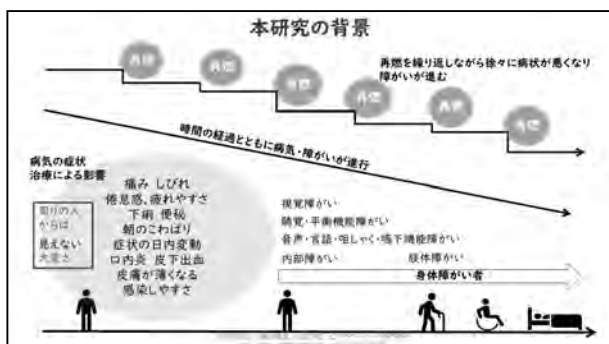 本研究の背景
再燃
再燃
再燃
再燃
再燃
再燃
再燃を繰り返しながら徐々に病状が悪くなり
障がいが進む
時間の経過とともに病気・障がいが進行
病気の症状
治療による影響
周りの人
からは
見えない
大変さ
痛み しびれ
倦怠感、疲れやすさ
下痢 便秘
朝のこわばり
症状の日内変動
口内炎 皮下出血
皮膚が薄くなる
感染しやすさ
視覚障がい
聴覚・平衡機能障がい
音声・言語・咀しゃく・嚥下機能障がい
内部障がい 肢体障がい
身体障がい者